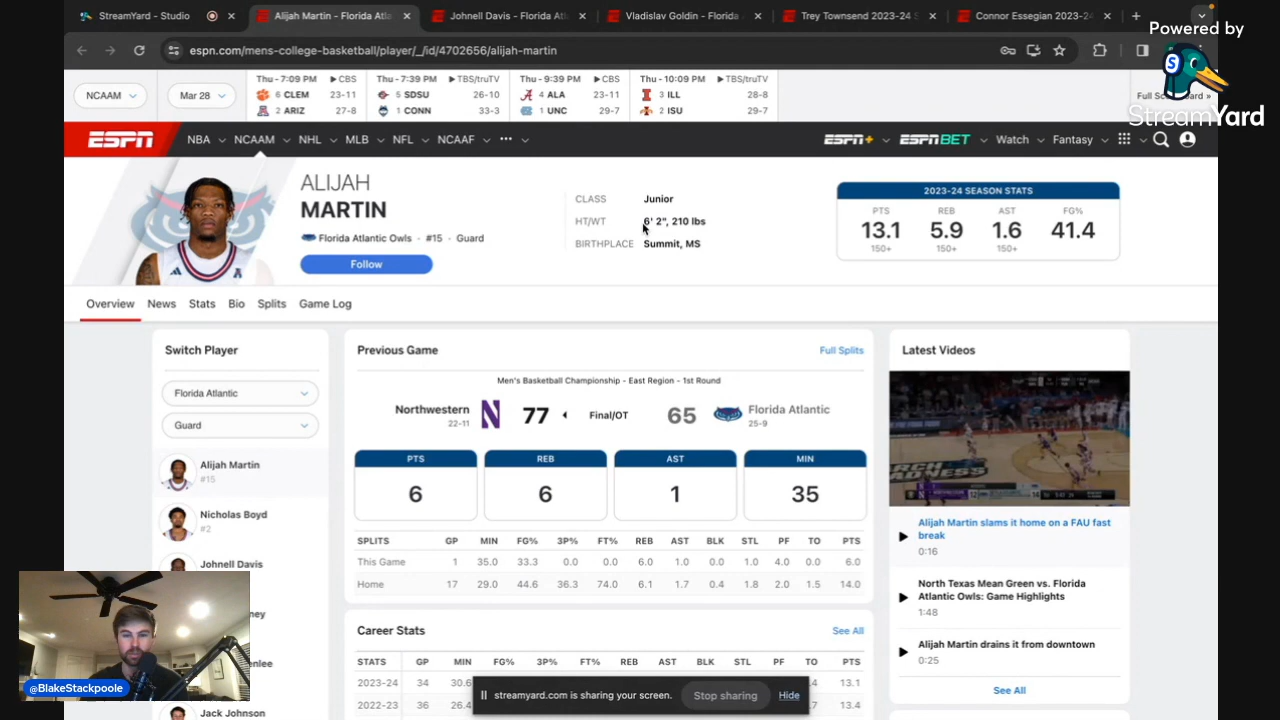 StreamYard - Studio
Alijah Martin - Florida Atla
Johnell Davis - Florida Atl
Vladislav Goldin - Florida
Trey Townsend 2023-24 S
Connor Essegian 2023-24
espn.com/mens-college-basketball/player/_/id/4702656/alijah-martin
Powered by
StreamYard
NCAAM
Mar 28
Thu - 7:09 PM CBS
6 CLEM 23-11
2 ARIZ 27-8
Thu - 7:39 PM TBS/truTV
5 SDSU 26-10
1 CONN 33-3
Thu - 9:39 PM CBS
4 ALA 23-11
1 UNC 29-7
Thu - 10:09 PM TBS/truTV
3 ILL 28-8
2 ISU 29-7
ESPN NBA NCAAM NHL MLB NFL NCAAF ESPN+ ESPN BET Watch Fantasy
ALIJAH
MARTIN
Florida Atlantic Owls · #15 · Guard
Follow
CLASS Junior
HT/WT 6' 2", 210 lbs
BIRTHPLACE Summit, MS
2023-24 SEASON STATS
PTS REB AST FG%
13.1 5.9 1.6 41.4
150+ 150+ 150+
Overview News Stats Bio Splits Game Log
Switch Player
Florida Atlantic
Guard
Alijah Martin
#15
Nicholas Boyd
#2
Johnell Davis
Jack Johnson
@BlakeStackpoole
Previous Game Full Splits
Men's Basketball Championship - East Region - 1st Round
Northwestern 77 Final/OT 65 Florida Atlantic
22-11 25-9
PTS REB AST MIN
6 6 1 35
SPLITS GP MIN FG% 3P% FT% REB AST BLK STL PF TO PTS
This Game 1 35.0 33.3 0.0 0.0 6.0 1.0 0.0 1.0 4.0 0.0 6.0
Home 17 29.0 44.6 36.3 74.0 6.1 1.7 0.4 1.8 2.0 1.5 14.0
Career Stats See All
STATS GP MIN FG% 3P% FT% REB AST BLK STL PF TO PTS
2023-24 34 30.6 13.1
2022-23 36 26.4 13.4
streamyard.com is sharing your screen. Stop sharing Hide
Latest Videos
Alijah Martin slams it home on a FAU fast
break
0:16
North Texas Mean Green vs. Florida
Atlantic Owls: Game Highlights
1:48
Alijah Martin drains it from downtown
0:25
See All